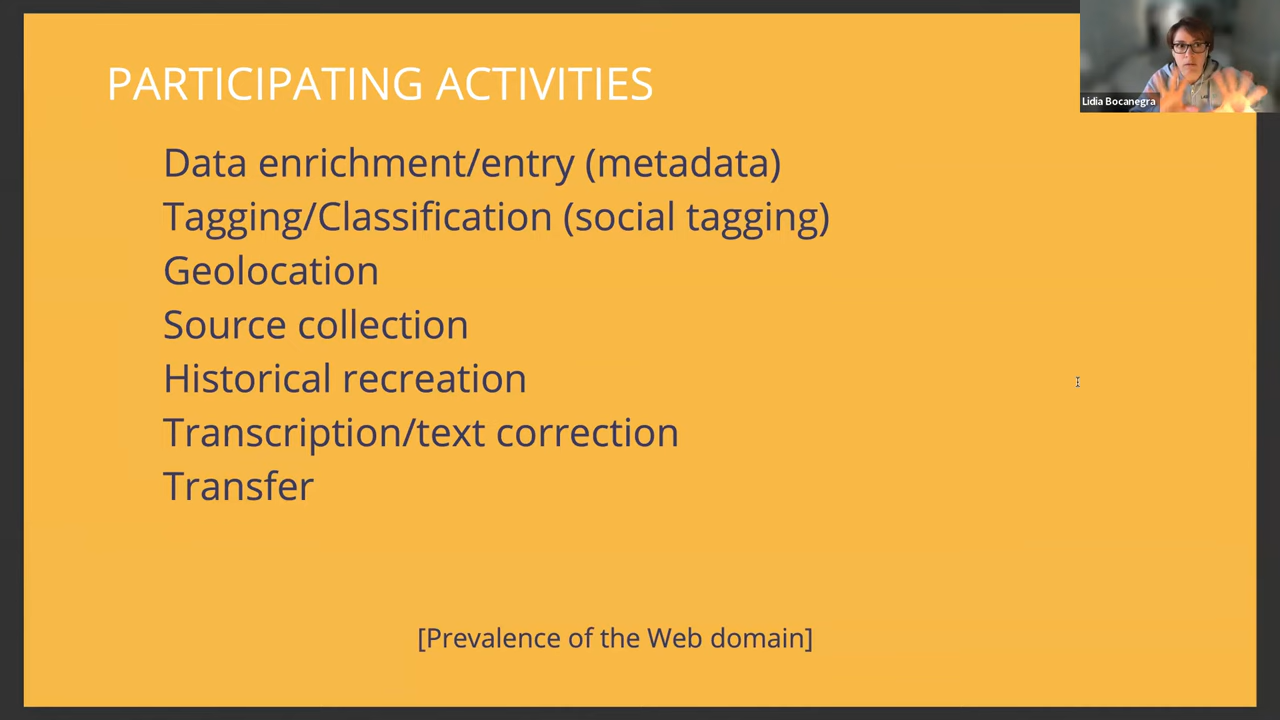 PARTICIPATING ACTIVITIES
Lidia Bocanegra
Data enrichment/entry (metadata)
Tagging/Classification (social tagging)
Geolocation
Source collection
Historical recreation
Transcription/text correction
Transfer
[Prevalence of the Web domain]